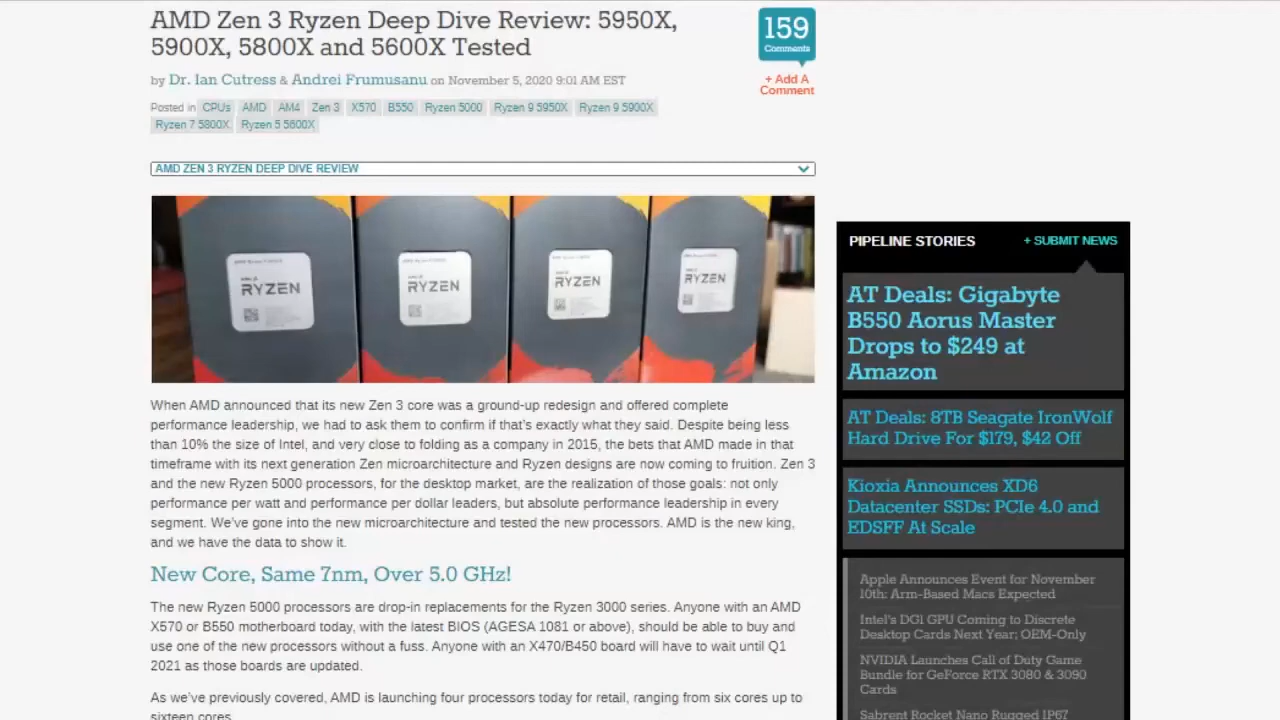 AMD Zen 3 Ryzen Deep Dive Review: 5950X,
5900X, 5800X and 5600X Tested
by Dr. Ian Cutress & Andrei Frumusanu on November 5, 2020 9:01 AM EST
159
Comments
+ Add A
Comment
Posted in CPUs AMD AM4 Zen 3 X570 B550 Ryzen 5000 Ryzen 9 5950X Ryzen 9 5900X
Ryzen 7 5800X Ryzen 5 5600X
AMD ZEN 3 RYZEN DEEP DIVE REVIEW
RYZEN
RYZEN
RYZEN
RYZEN
When AMD announced that its new Zen 3 core was a ground-up redesign and offered complete
performance leadership, we had to ask them to confirm if that's exactly what they said. Despite being less
than 10% the size of Intel, and very close to folding as a company in 2015, the bets that AMD made in that
timeframe with its next generation Zen microarchitecture and Ryzen designs are now coming to fruition. Zen 3
and the new Ryzen 5000 processors, for the desktop market, are the realization of those goals: not only
performance per watt and performance per dollar leaders, but absolute performance leadership in every
segment. We've gone into the new microarchitecture and tested the new processors. AMD is the new king,
and we have the data to show it.
New Core, Same 7nm, Over 5.0 GHz!
The new Ryzen 5000 processors are drop-in replacements for the Ryzen 3000 series. Anyone with an AMD
X570 or B550 motherboard today, with the latest BIOS (AGESA 1081 or above), should be able to buy and
use one of the new processors without a fuss. Anyone with an X470/B450 board will have to wait until Q1
2021 as those boards are updated.
As we've previously covered, AMD is launching four processors today for retail, ranging from six cores up to
sixteen cores.
PIPELINE STORIES
+ SUBMIT NEWS
AT Deals: Gigabyte
B550 Aorus Master
Drops to $249 at
Amazon
AT Deals: 8TB Seagate IronWolf
Hard Drive For $179, $42 Off
Kioxia Announces XD6
Datacenter SSDs: PCIe 4.0 and
EDSFF At Scale
Apple Announces Event for November
10th: Arm-Based Macs Expected
Intel's DG1 GPU Coming to Discrete
Desktop Cards Next Year; OEM-Only
NVIDIA Launches Call of Duty Game
Bundle for GeForce RTX 3080 & 3090
Cards
Sabrent Rocket Nano Rugged IP67